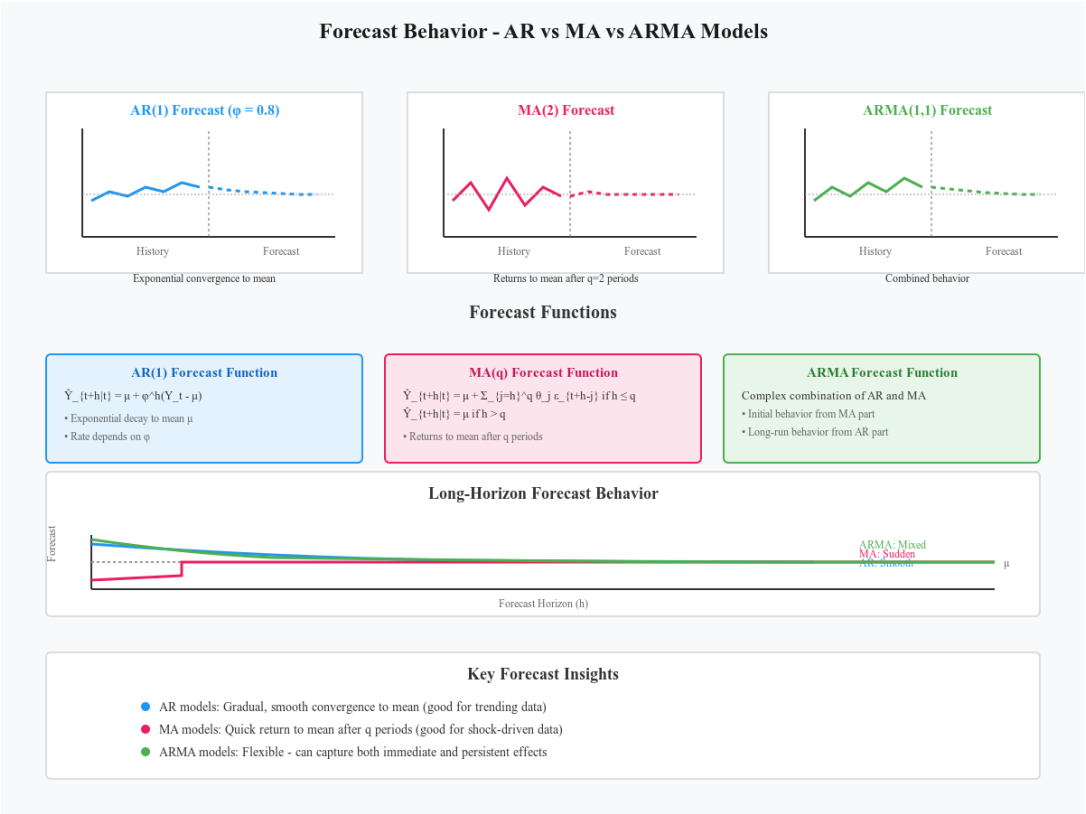 Forecast Behavior - AR vs MA vs ARMA Models
AR(1) Forecast (φ = 0.8)
History
Forecast
Exponential convergence to mean
MA(2) Forecast
History
Forecast
Returns to mean after q=2 periods
ARMA(1,1) Forecast
History
Forecast
Combined behavior
Forecast Functions
AR(1) Forecast Function
Ŷ_{t+h|t} = μ + φ^h(Y_t - μ)
• Exponential decay to mean μ
• Rate depends on φ
MA(q) Forecast Function
Ŷ_{t+h|t} = μ + Σ_{j=h}^q θ_j ε_{t+h-j} if h ≤ q
Ŷ_{t+h|t} = μ if h > q
• Returns to mean after q periods
ARMA Forecast Function
Complex combination of AR and MA
• Initial behavior from MA part
• Long-run behavior from AR part
Long-Horizon Forecast Behavior
Forecast
ARMA: Mixed
MA: Sudden
AR: Smooth
μ
Forecast Horizon (h)
Key Forecast Insights
AR models: Gradual, smooth convergence to mean (good for trending data)
MA models: Quick return to mean after q periods (good for shock-driven data)
ARMA models: Flexible - can capture both immediate and persistent effects